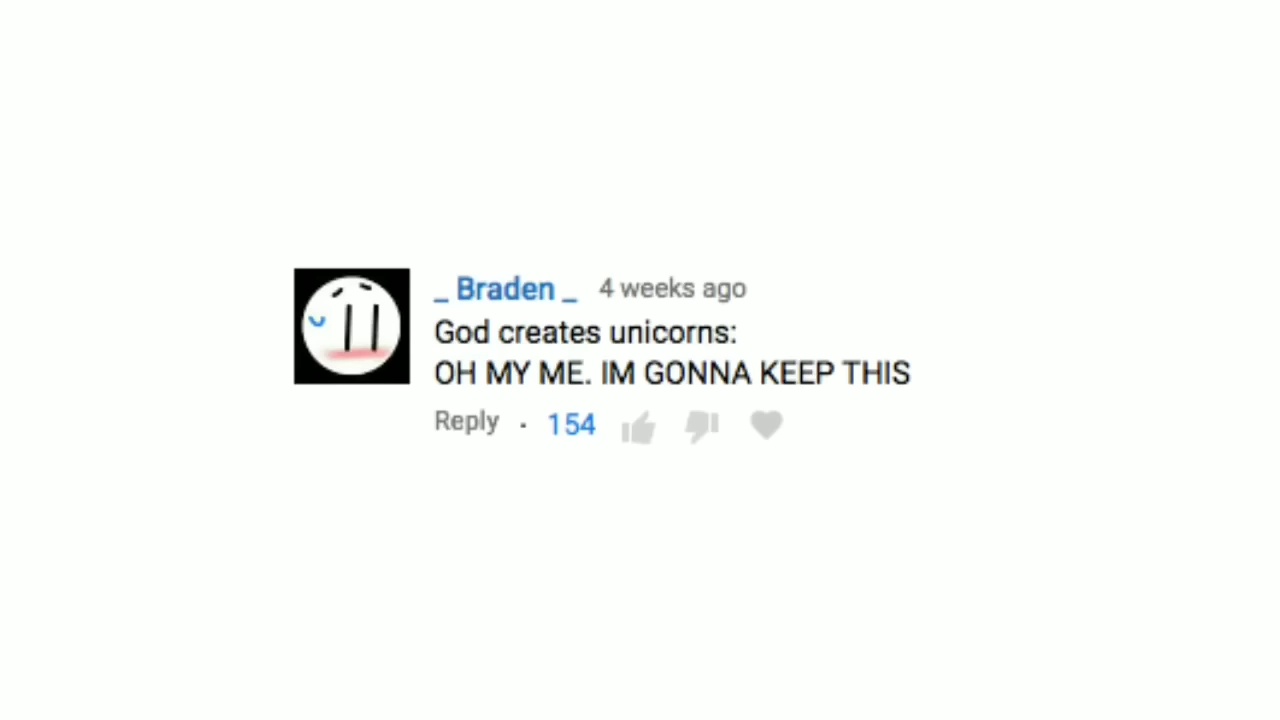 _ Braden _ 4 weeks ago
God creates unicorns:
OH MY ME. IM GONNA KEEP THIS
Reply · 154